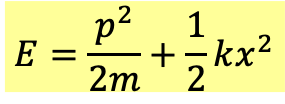 E = p²/2m + 1/2 kx²